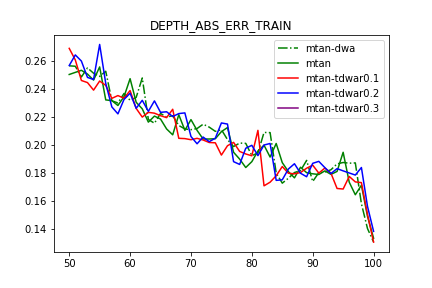 DEPTH_ABS_ERR_TRAIN
mtan-dwa
mtan
mtan-tdwar0.1
mtan-tdwar0.2
mtan-tdwar0.3
0.26
0.24
0.22
0.20
0.18
0.16
0.14
50 60 70 80 90 100